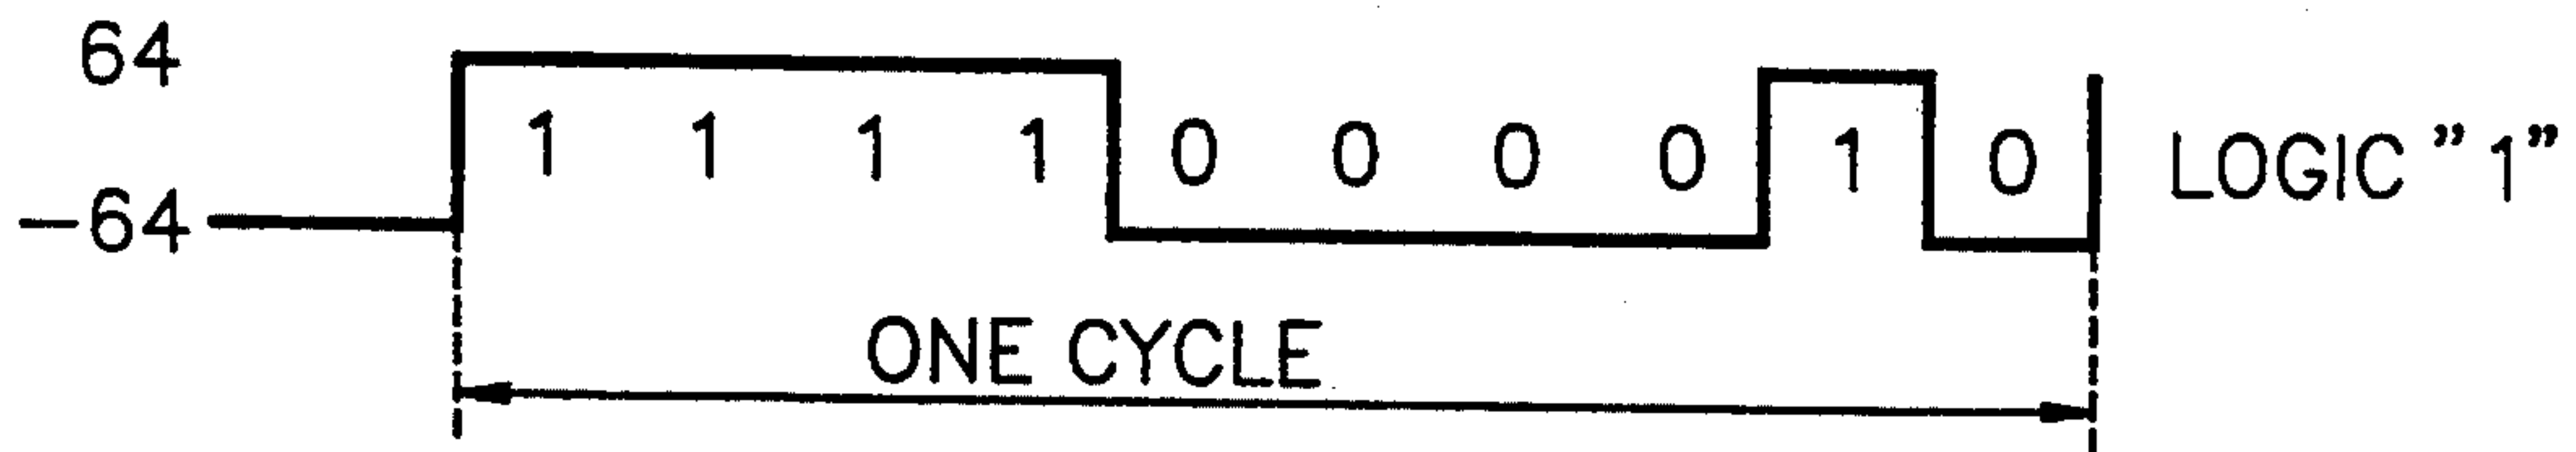 64
1 1 1 1 0 0 0 0 1 0 LOGIC "1"
-64
ONE CYCLE